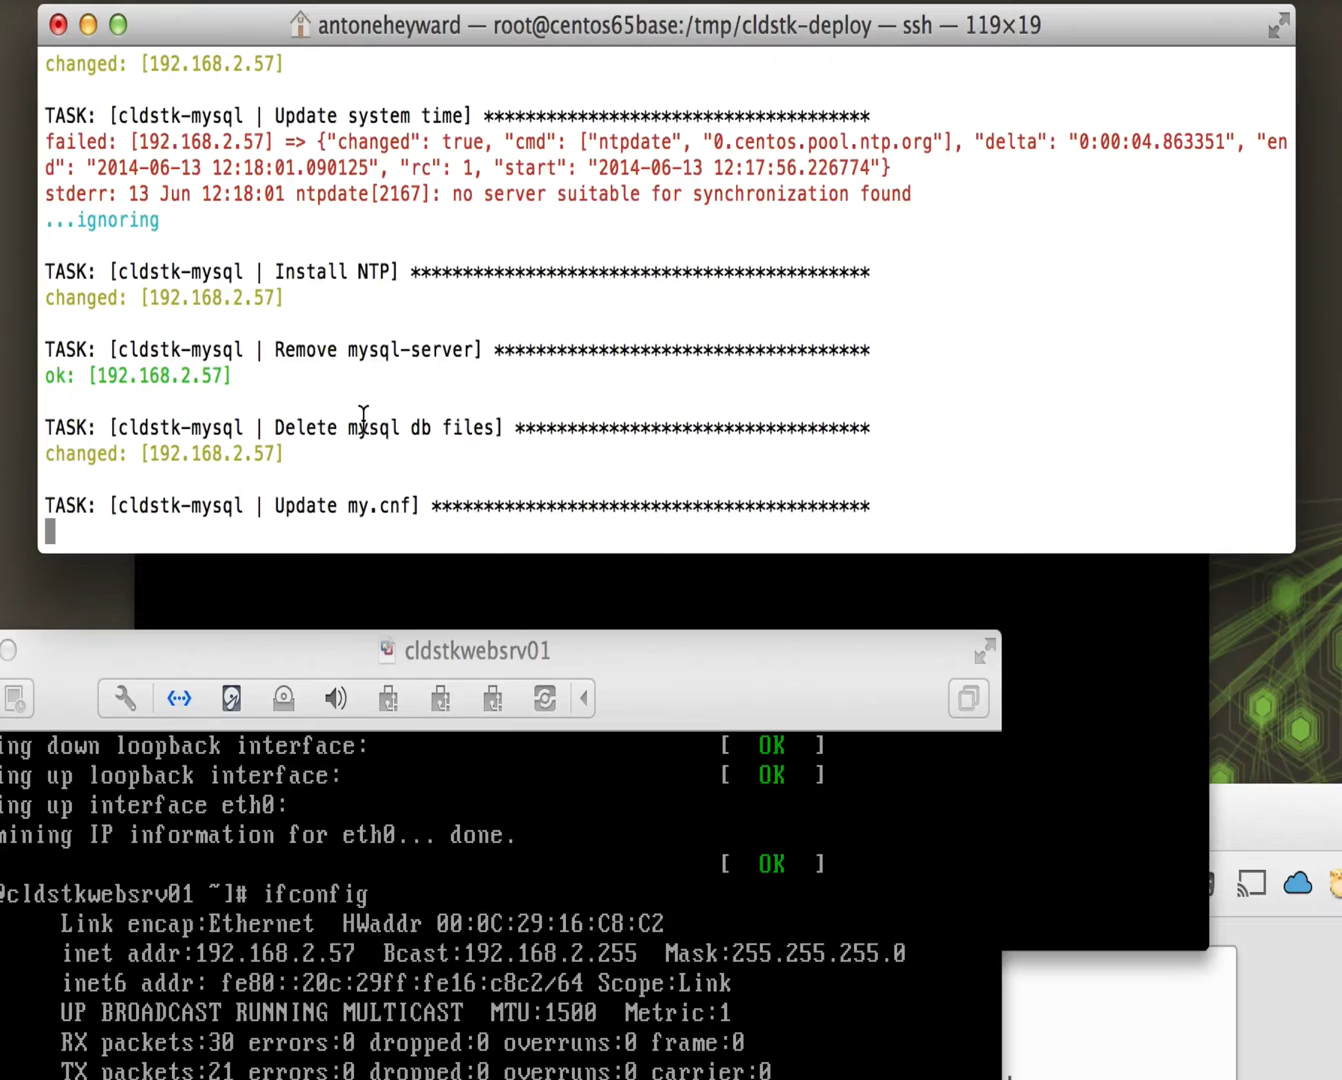 antoneheyward — root@centos65base:/tmp/cldstk-deploy — ssh — 119×19
changed: [192.168.2.57]
TASK: [cldstk-mysql | Update system time] *************************************
failed: [192.168.2.57] => {"changed": true, "cmd": ["ntpdate", "0.centos.pool.ntp.org"], "delta": "0:00:04.863351", "en
d": "2014-06-13 12:18:01.090125", "rc": 1, "start": "2014-06-13 12:17:56.226774"}
stderr: 13 Jun 12:18:01 ntpdate[2167]: no server suitable for synchronization found
...ignoring
TASK: [cldstk-mysql | Install NTP] ********************************************
changed: [192.168.2.57]
TASK: [cldstk-mysql | Remove mysql-server] ************************************
ok: [192.168.2.57]
TASK: [cldstk-mysql | Delete mysql db files] **********************************
changed: [192.168.2.57]
TASK: [cldstk-mysql | Update my.cnf] ******************************************
cldstkwebsrv01
ing down loopback interface: [ OK ]
ing up loopback interface: [ OK ]
ing up interface eth0:
mining IP information for eth0... done.
[ OK ]
@cldstkwebsrv01 ~]# ifconfig
Link encap:Ethernet HWaddr 00:0C:29:16:C8:C2
inet addr:192.168.2.57 Bcast:192.168.2.255 Mask:255.255.255.0
inet6 addr: fe80::20c:29ff:fe16:c8c2/64 Scope:Link
UP BROADCAST RUNNING MULTICAST MTU:1500 Metric:1
RX packets:30 errors:0 dropped:0 overruns:0 frame:0
TX packets:21 errors:0 dropped:0 overruns:0 carrier:0